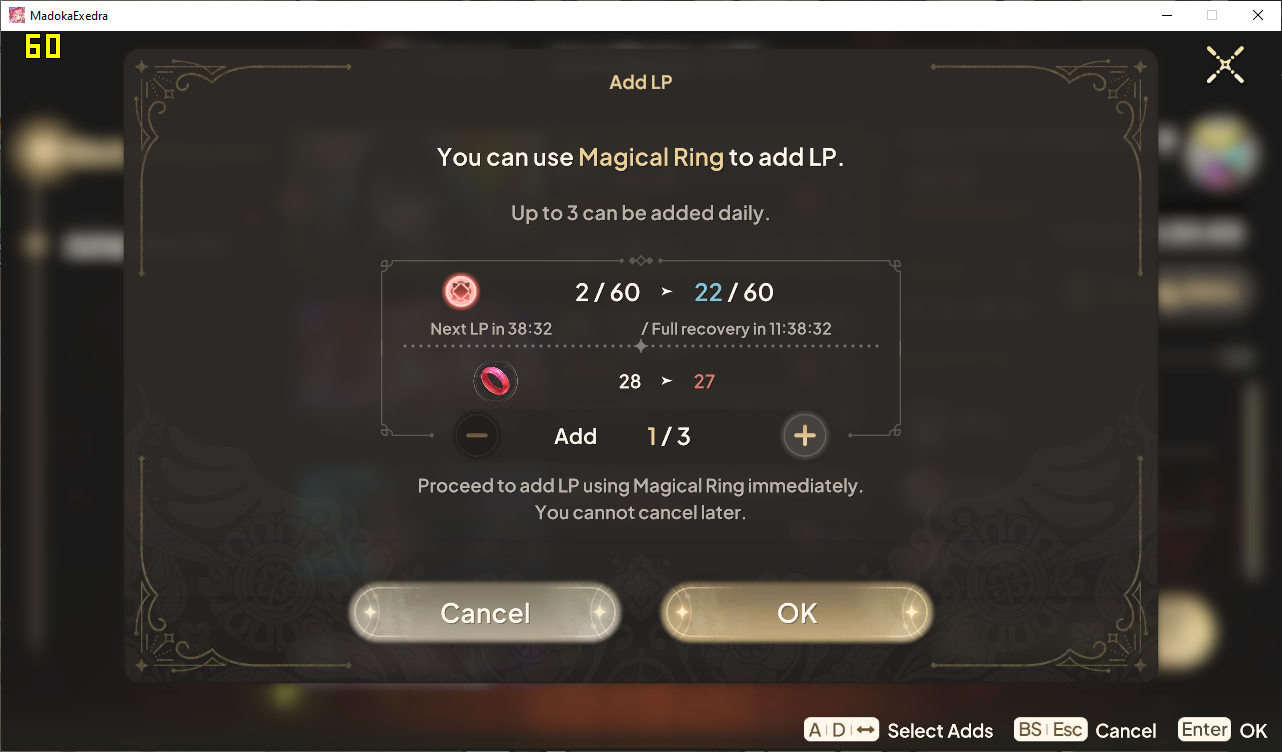 MadokaExedra
60
Add LP
You can use Magical Ring to add LP.
Up to 3 can be added daily.
2 / 60 ➤ 22 / 60
Next LP in 38:32 / Full recovery in 11:38:32
28 ➤ 27
Add 1 / 3
Proceed to add LP using Magical Ring immediately.
You cannot cancel later.
Cancel OK
A D ↔ Select Adds BS Esc Cancel Enter OK